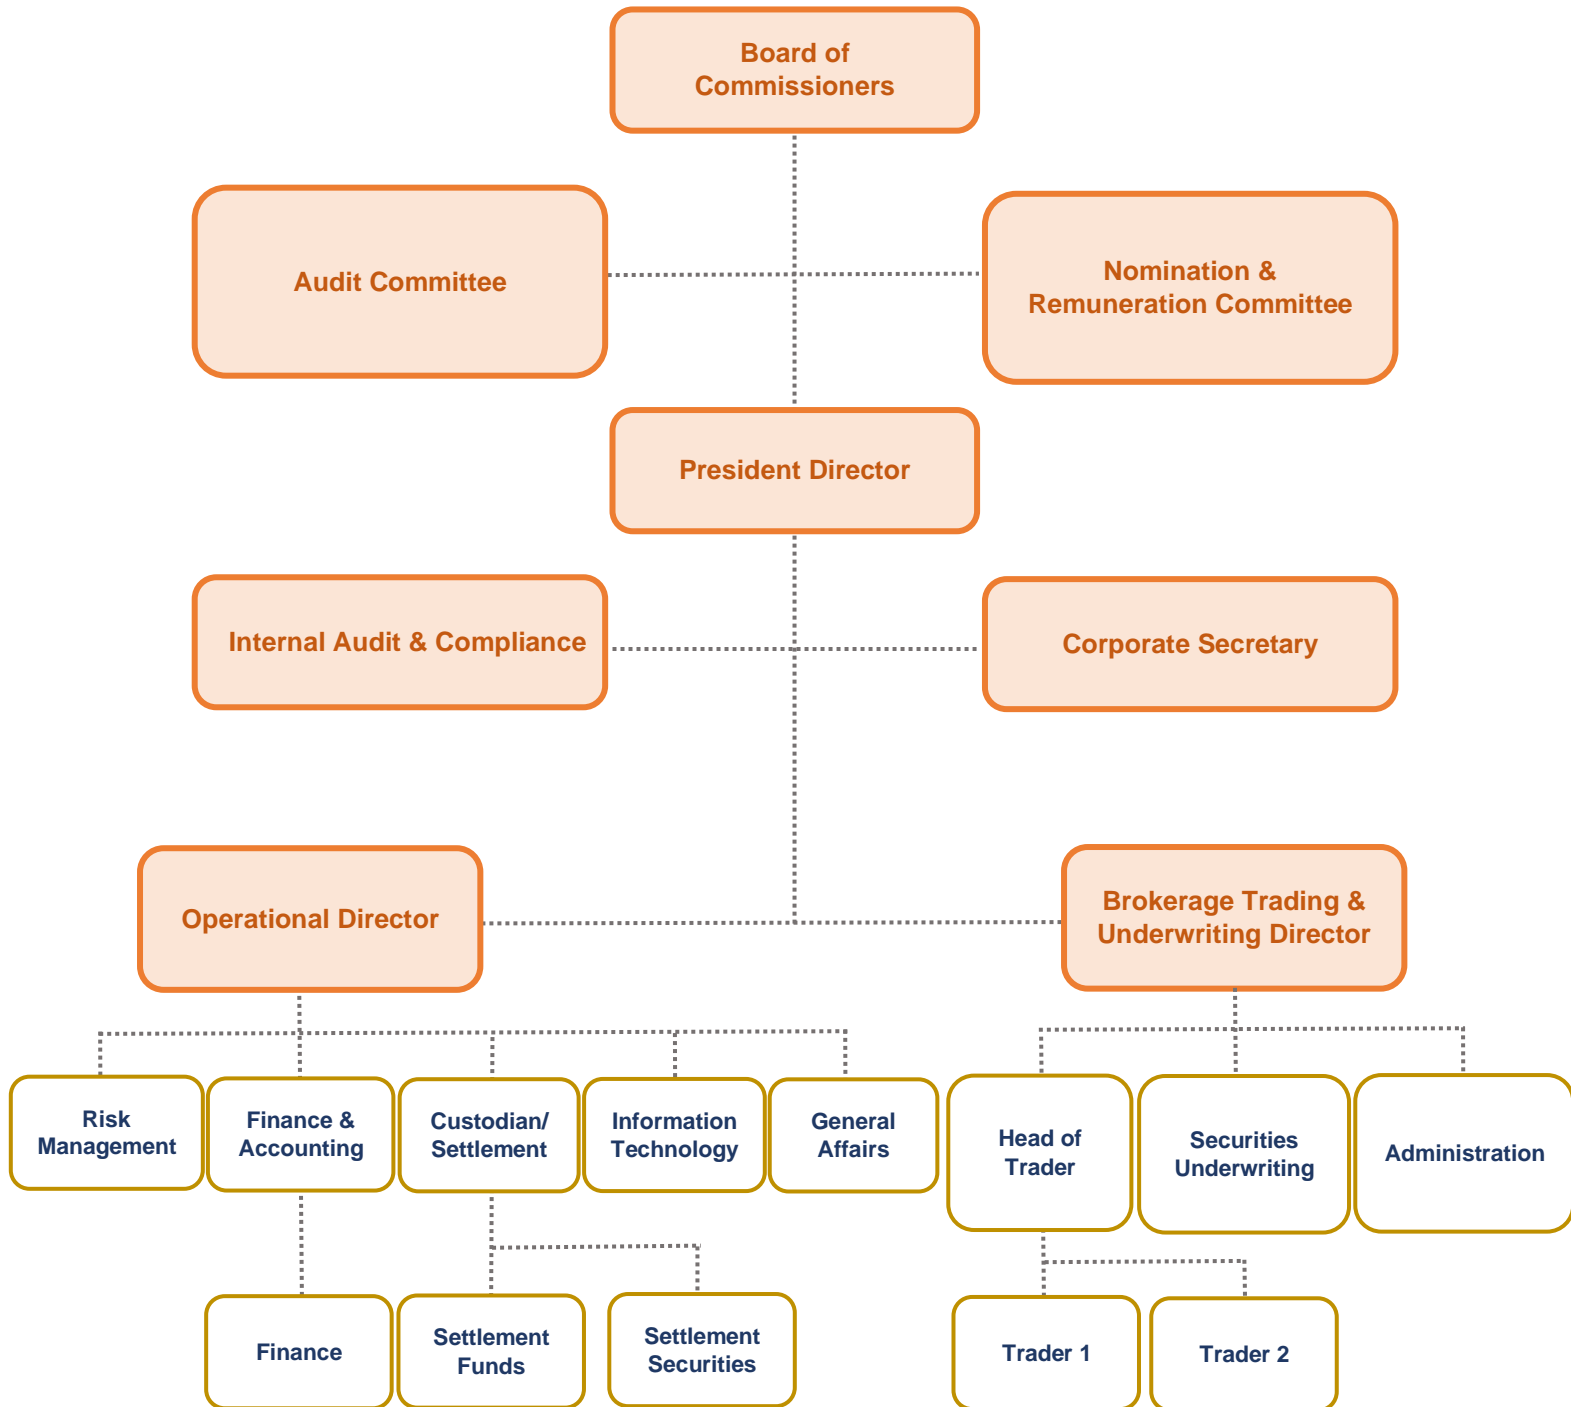 Board of
Commissioners
Audit Committee
Nomination &
Remuneration Committee
President Director
Internal Audit & Compliance
Corporate Secretary
Operational Director
Brokerage Trading &
Underwriting Director
Risk
Management
Finance &
Accounting
Custodian/
Settlement
Information
Technology
General
Affairs
Head of
Trader
Securities
Underwriting
Administration
Finance
Settlement
Funds
Settlement
Securities
Trader 1
Trader 2